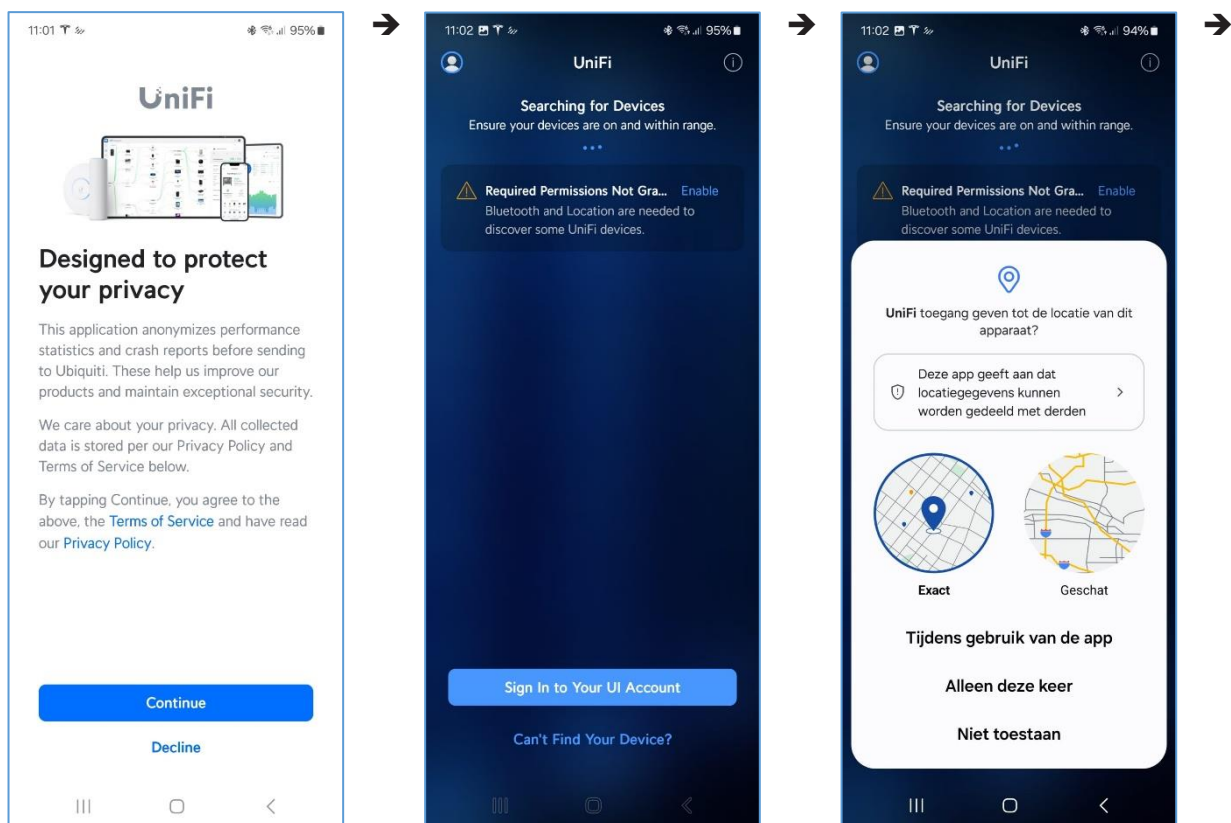 11:01
95%
UniFi
Designed to protect
your privacy
This application anonymizes performance
statistics and crash reports before sending
to Ubiquiti. These help us improve our
products and maintain exceptional security.
We care about your privacy. All collected
data is stored per our Privacy Policy and
Terms of Service below.
By tapping Continue, you agree to the
above, the Terms of Service and have read
our Privacy Policy.
Continue
Decline
11:02
95%
UniFi
Searching for Devices
Ensure your devices are on and within range.
Required Permissions Not Gra... Enable
Bluetooth and Location are needed to
discover some UniFi devices.
Sign In to Your UI Account
Can't Find Your Device?
11:02
94%
UniFi
Searching for Devices
Ensure your devices are on and within range.
Required Permissions Not Gra... Enable
Bluetooth and Location are needed to
discover some UniFi devices.
UniFi toegang geven tot de locatie van dit
apparaat?
Deze app geeft aan dat
locatiegegevens kunnen
worden gedeeld met derden
Exact Geschat
Tijdens gebruik van de app
Alleen deze keer
Niet toestaan